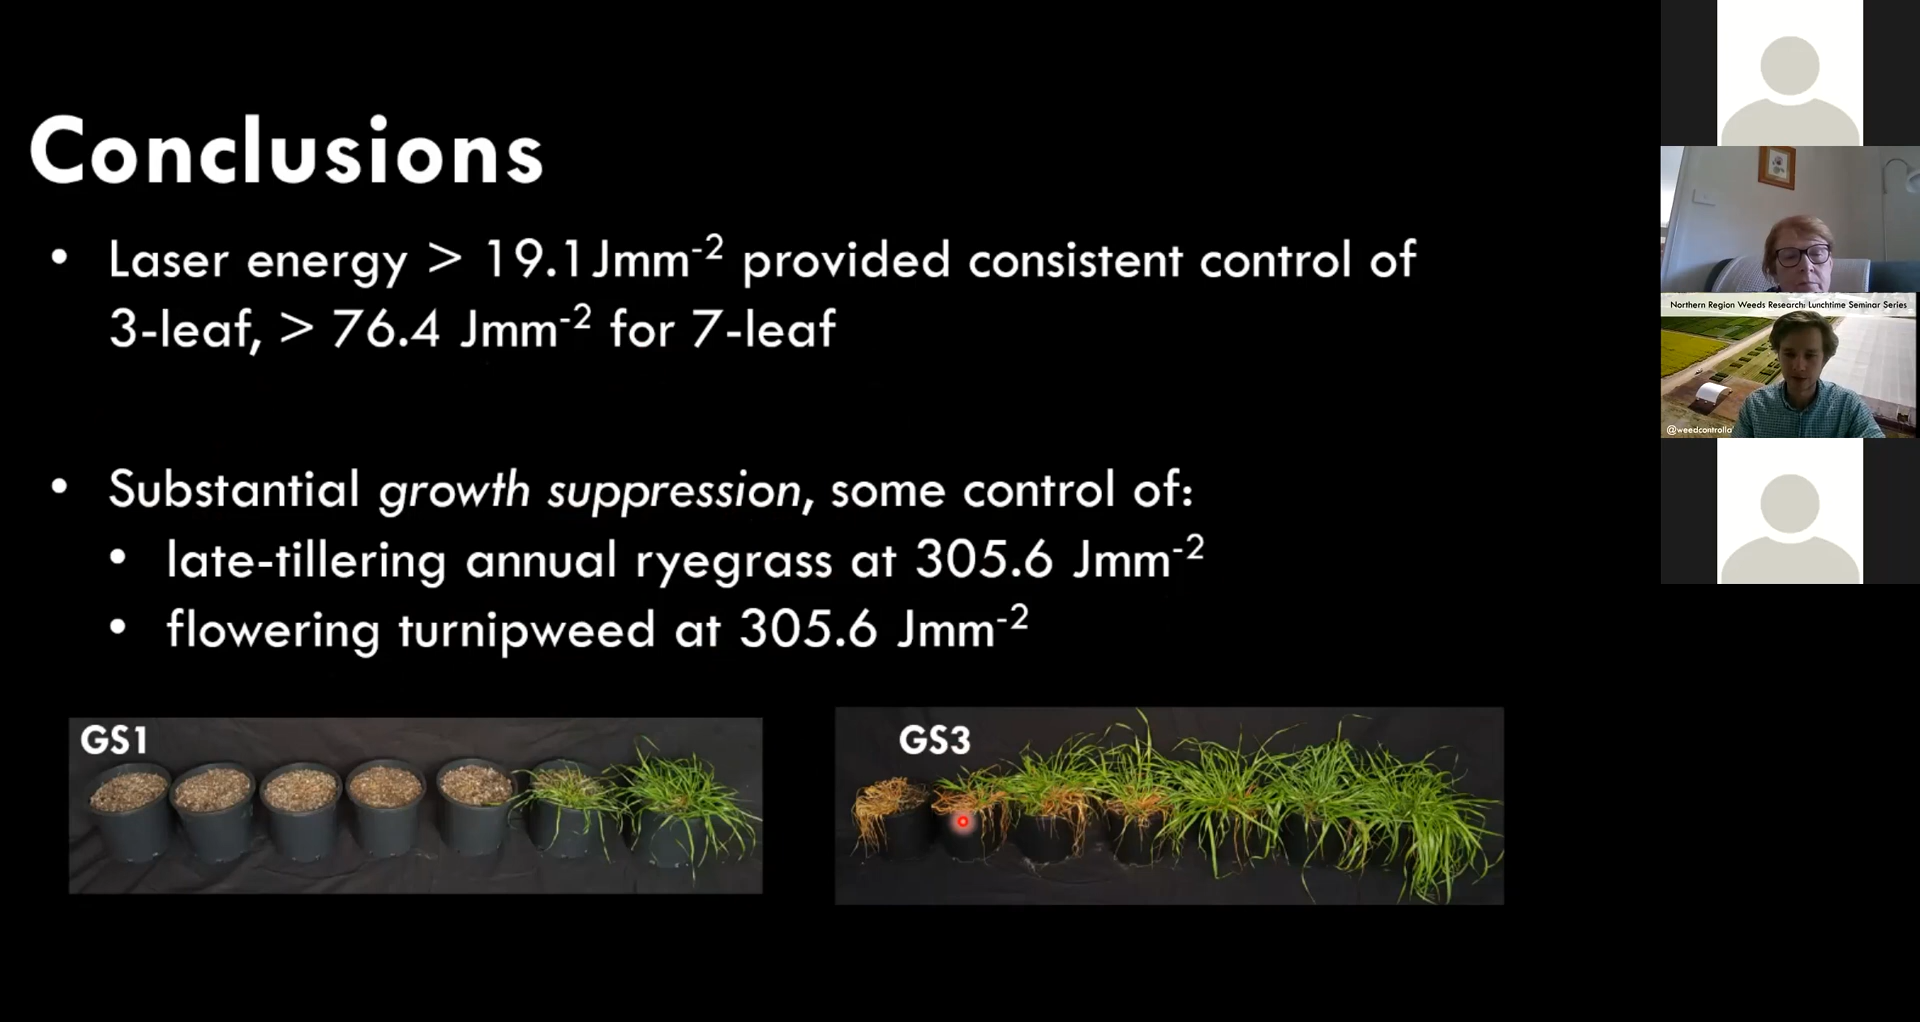 Conclusions
• Laser energy > 19.1Jmm⁻² provided consistent control of
3-leaf, > 76.4 Jmm⁻² for 7-leaf
• Substantial growth suppression, some control of:
• late-tillering annual ryegrass at 305.6 Jmm⁻²
• flowering turnipweed at 305.6 Jmm⁻²
GS1
GS3
Northern Region Weeds Research: Lunchtime Seminar Series
@weedcontrolla